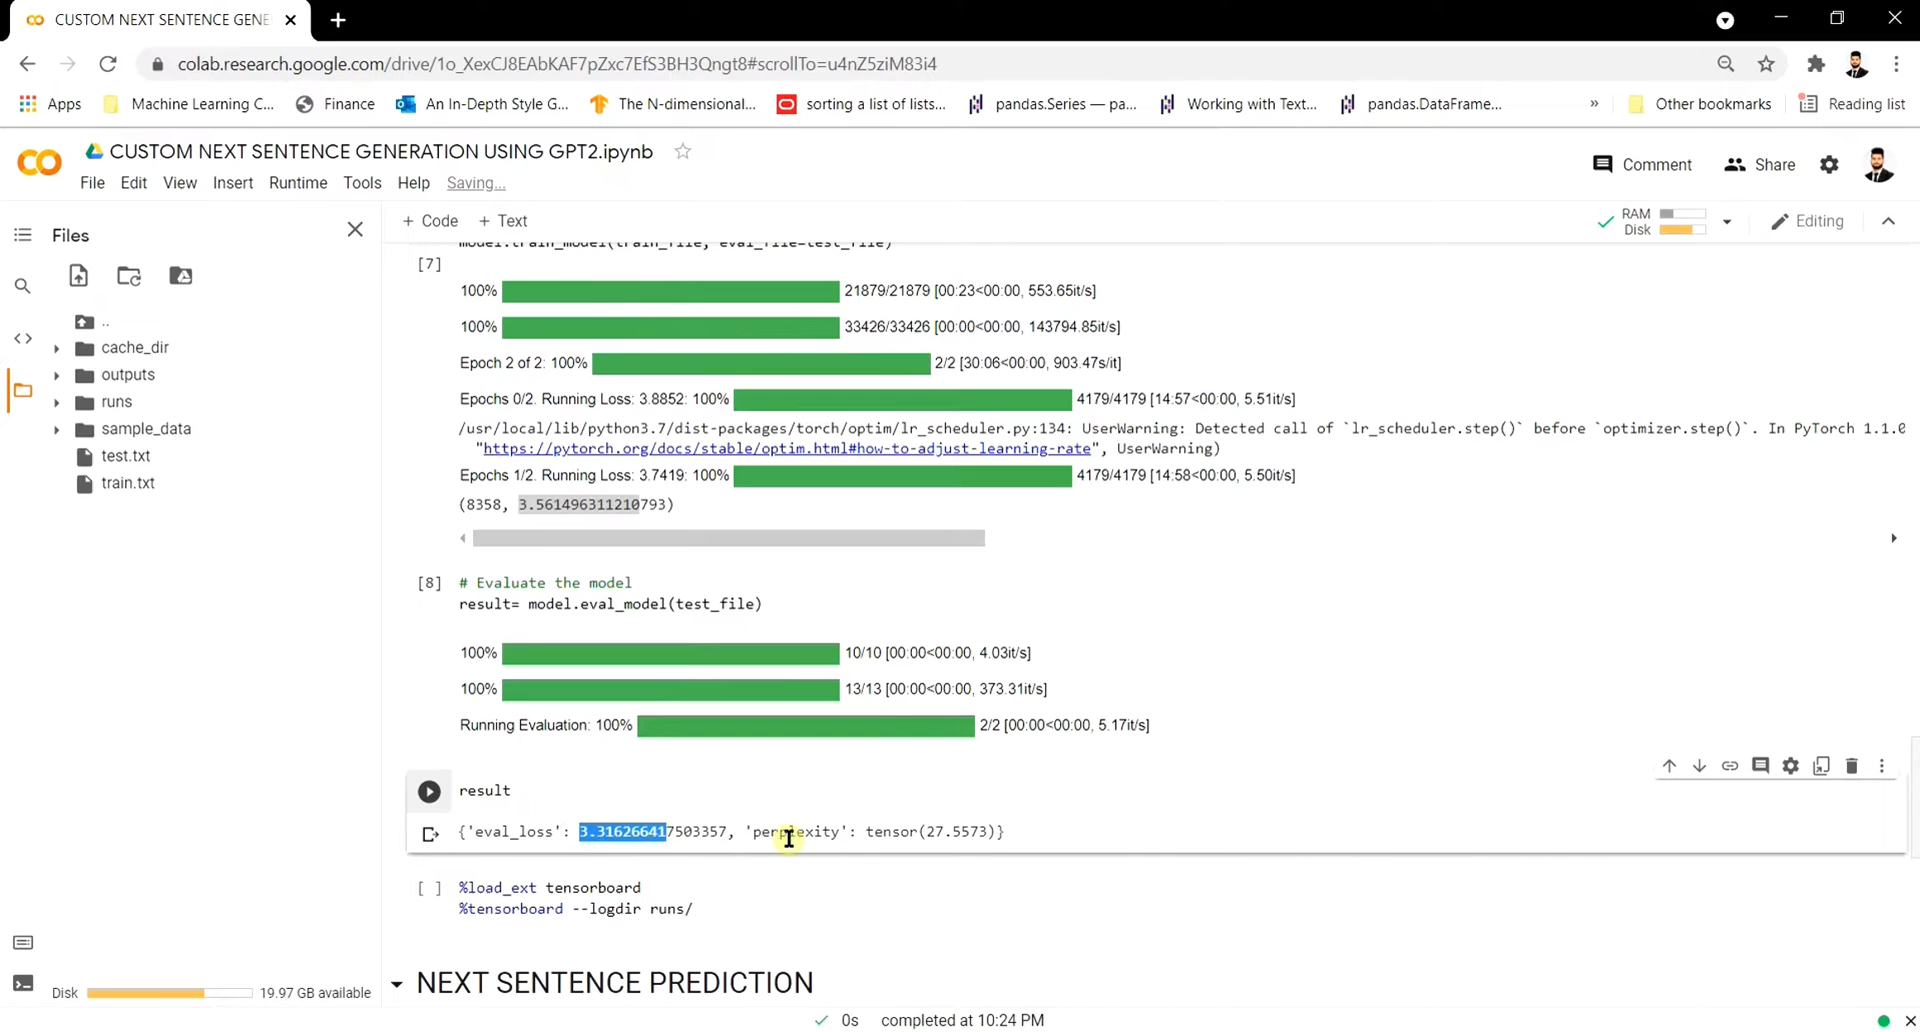 CUSTOM NEXT SENTENCE GENE
colab.research.google.com/drive/1o_XexCJ8EAbKAF7pZxc7EfS3BH3Qngt8#scrollTo=u4nZ5ziM83i4
Apps Machine Learning C... Finance An In-Depth Style G... The N-dimensional... sorting a list of lists... pandas.Series — pa... Working with Text... pandas.DataFrame... » Other bookmarks Reading list
CUSTOM NEXT SENTENCE GENERATION USING GPT2.ipynb
Comment Share
File Edit View Insert Runtime Tools Help Saving...
Files
+ Code + Text
RAM
Disk
Editing
..
cache_dir
outputs
runs
sample_data
test.txt
train.txt
Disk 19.97 GB available
model.train_model(train_file, eval_file=test_file)
[7]
100% 21879/21879 [00:23<00:00, 553.65it/s]
100% 33426/33426 [00:00<00:00, 143794.85it/s]
Epoch 2 of 2: 100% 2/2 [30:06<00:00, 903.47s/it]
Epochs 0/2. Running Loss: 3.8852: 100% 4179/4179 [14:57<00:00, 5.51it/s]
/usr/local/lib/python3.7/dist-packages/torch/optim/lr_scheduler.py:134: UserWarning: Detected call of `lr_scheduler.step()` before `optimizer.step()`. In PyTorch 1.1.0
"https://pytorch.org/docs/stable/optim.html#how-to-adjust-learning-rate", UserWarning)
Epochs 1/2. Running Loss: 3.7419: 100% 4179/4179 [14:58<00:00, 5.50it/s]
(8358, 3.561496311210793)
[8] # Evaluate the model
result= model.eval_model(test_file)
100% 10/10 [00:00<00:00, 4.03it/s]
100% 13/13 [00:00<00:00, 373.31it/s]
Running Evaluation: 100% 2/2 [00:00<00:00, 5.17it/s]
result
{'eval_loss': 3.316266417503357, 'perplexity': tensor(27.5573)}
[ ] %load_ext tensorboard
%tensorboard --logdir runs/
NEXT SENTENCE PREDICTION
0s completed at 10:24 PM